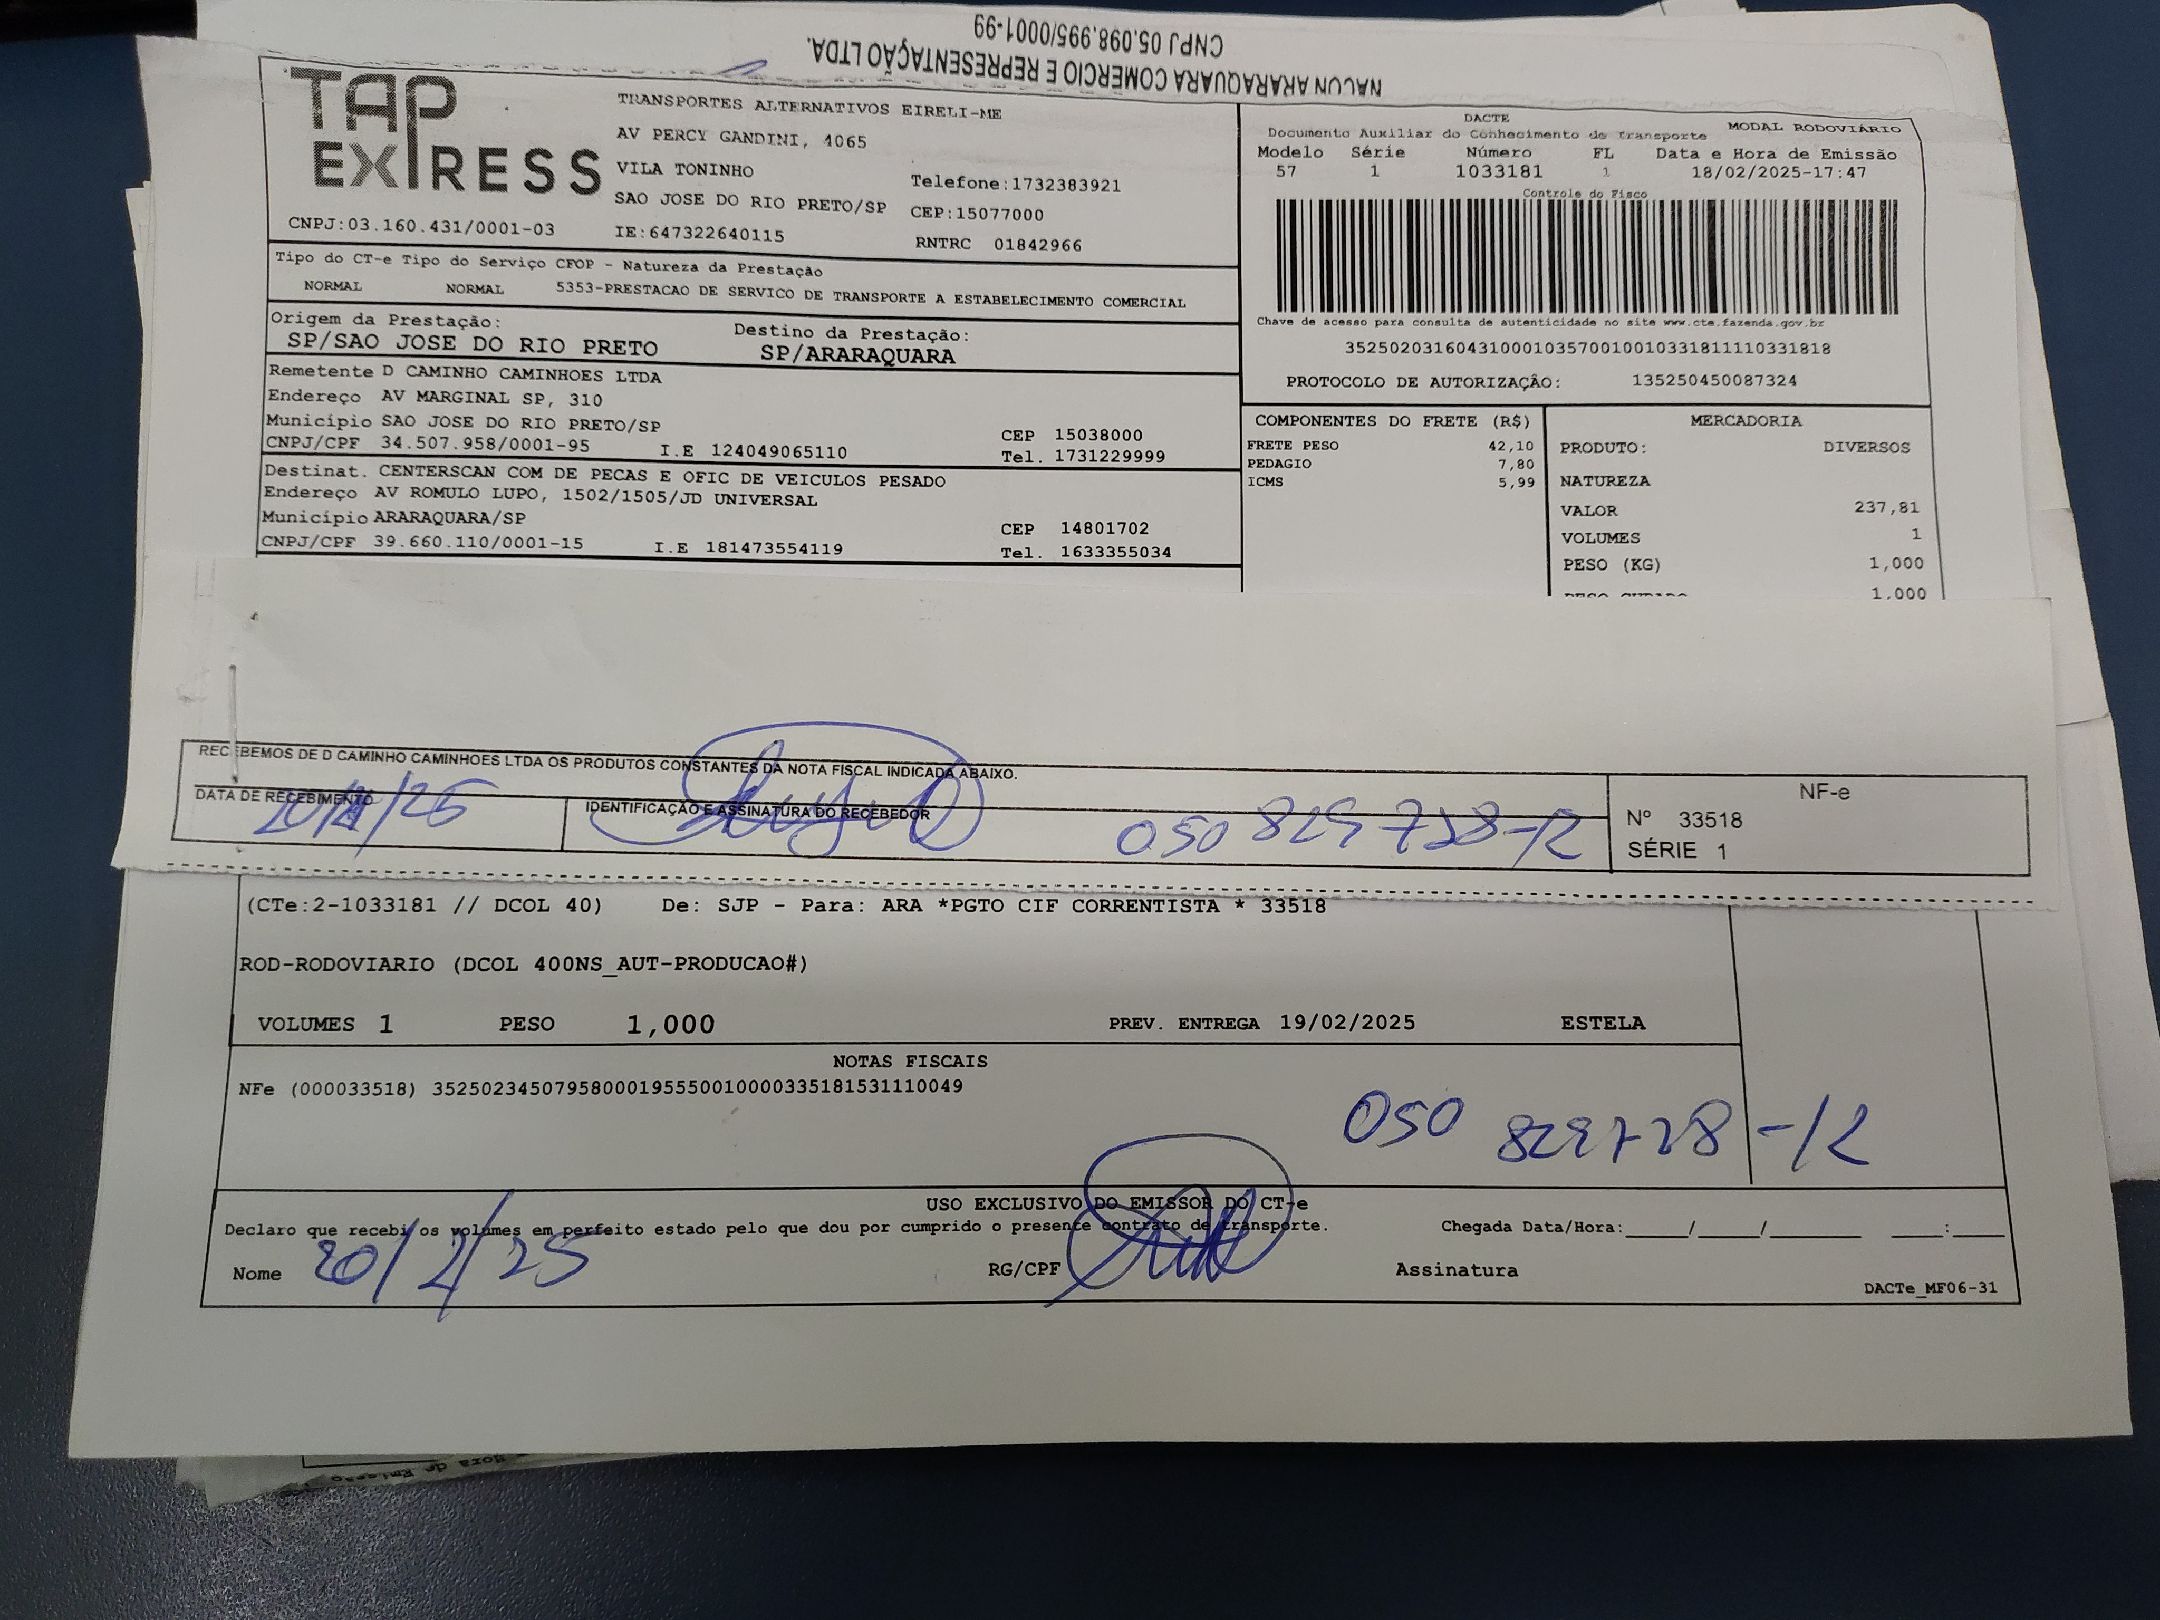 NACON ARARAQUARA COMERCIO E REPRESENTAÇÃO LTDA.
CNPJ 05.098.995/0001-99
TAP EXPRESS
TRANSPORTES ALTERNATIVOS EIRELI-ME
AV PERCY GANDINI, 4065
VILA TONINHO
Telefone:1732383921
SAO JOSE DO RIO PRETO/SP CEP:15077000
CNPJ:03.160.431/0001-03 IE:647322640115 RNTRC 01842966
DACTE
Documento Auxiliar do Conhecimento de Transporte MODAL RODOVIÁRIO
Modelo Série Número FL Data e Hora de Emissão
57 1 1033181 1 18/02/2025-17:47
Controle do Fisco
Chave de acesso para consulta de autenticidade no site www.cte.fazenda.gov.br
35250203160431000103570010010331811110331818
PROTOCOLO DE AUTORIZAÇÃO: 135250450087324
Tipo do CT-e Tipo do Serviço CFOP - Natureza da Prestação
NORMAL NORMAL 5353-PRESTACAO DE SERVICO DE TRANSPORTE A ESTABELECIMENTO COMERCIAL
Origem da Prestação: Destino da Prestação:
SP/SAO JOSE DO RIO PRETO SP/ARARAQUARA
Remetente D CAMINHO CAMINHOES LTDA
Endereço AV MARGINAL SP, 310
Município SAO JOSE DO RIO PRETO/SP CEP 15038000
CNPJ/CPF 34.507.958/0001-95 I.E 124049065110 Tel. 1731229999
Destinat. CENTERSCAN COM DE PECAS E OFIC DE VEICULOS PESADO
Endereço AV ROMULO LUPO, 1502/1505/JD UNIVERSAL
Município ARARAQUARA/SP CEP 14801702
CNPJ/CPF 39.660.110/0001-15 I.E 181473554119 Tel. 1633355034
COMPONENTES DO FRETE (R$)
FRETE PESO 42,10
PEDAGIO 7,80
ICMS 5,99
MERCADORIA
PRODUTO: DIVERSOS
NATUREZA
VALOR 237,81
VOLUMES 1
PESO (KG) 1,000
1,000
RECEBEMOS DE D CAMINHO CAMINHOES LTDA OS PRODUTOS CONSTANTES DA NOTA FISCAL INDICADA ABAIXO.
DATA DE RECEBIMENTO IDENTIFICAÇÃO E ASSINATURA DO RECEBEDOR
NF-e
Nº 33518
SÉRIE 1
(CTe:2-1033181 // DCOL 40) De: SJP - Para: ARA *PGTO CIF CORRENTISTA * 33518
ROD-RODOVIARIO (DCOL 400NS_AUT-PRODUCAO#)
VOLUMES 1 PESO 1,000 PREV. ENTREGA 19/02/2025 ESTELA
NOTAS FISCAIS
NFe (000033518) 35250234507958000195550010000335181531110049
USO EXCLUSIVO DO EMISSOR DO CT-e
Declaro que recebi os volumes em perfeito estado pelo que dou por cumprido o presente contrato de transporte. Chegada Data/Hora:____/____/______ ____:____
Nome 20/2/25 RG/CPF Assinatura
DACTe_MF06-31
Hora de Emissão